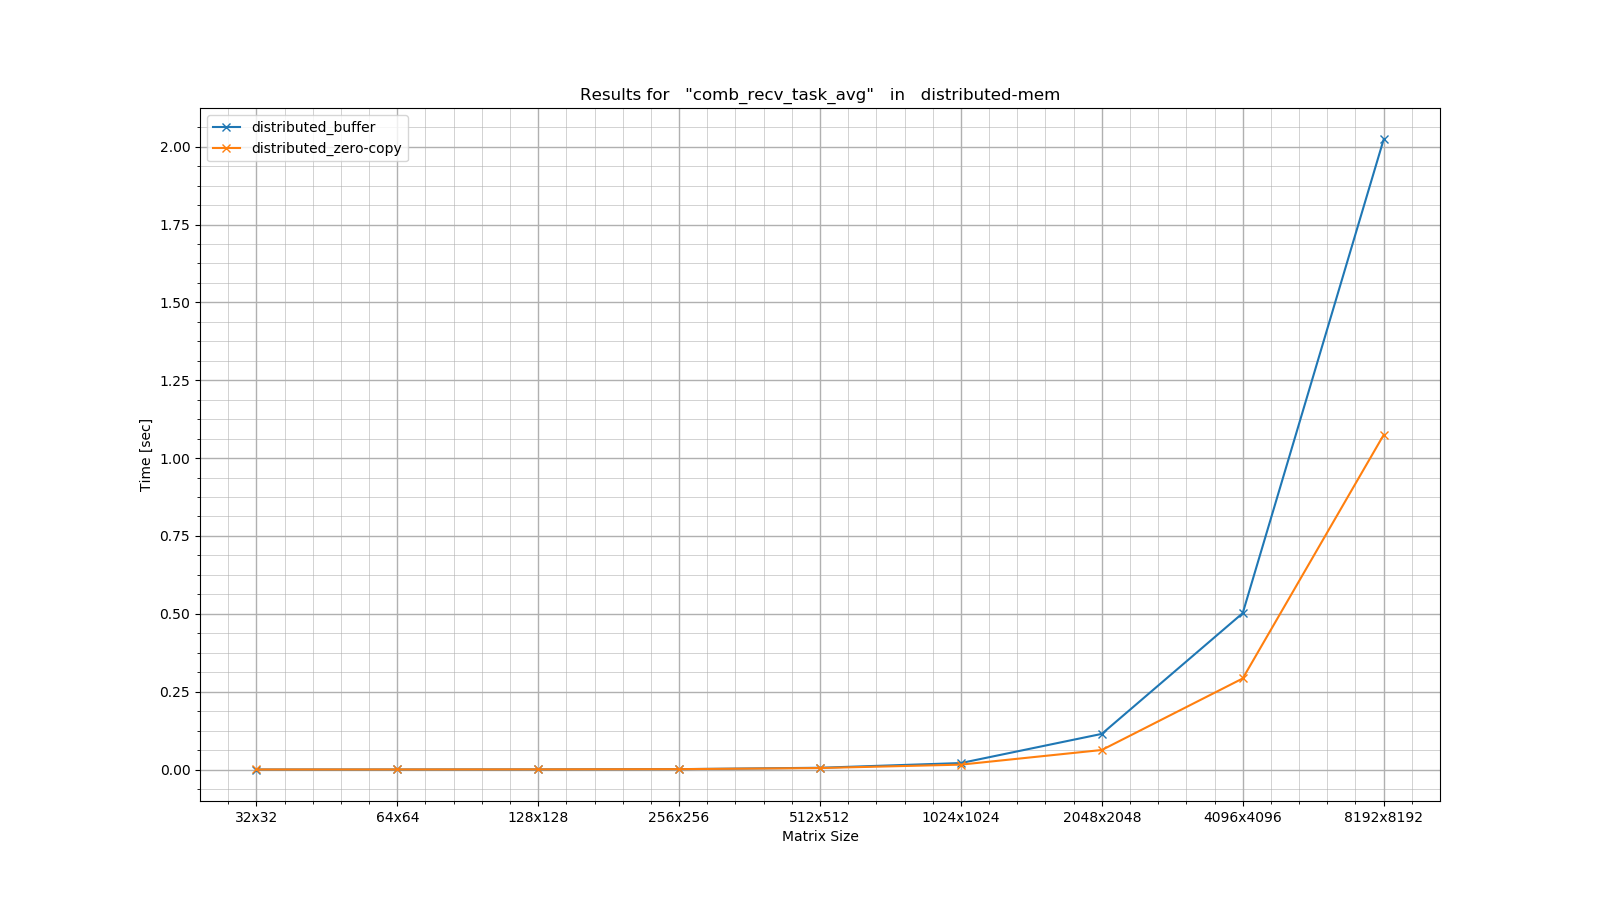 Results for "comb_recv_task_avg" in distributed-mem
distributed_buffer
distributed_zero-copy
2.00
1.75
1.50
1.25
1.00
0.75
0.50
0.25
0.00
Time [sec]
32x32 64x64 128x128 256x256 512x512 1024x1024 2048x2048 4096x4096 8192x8192
Matrix Size